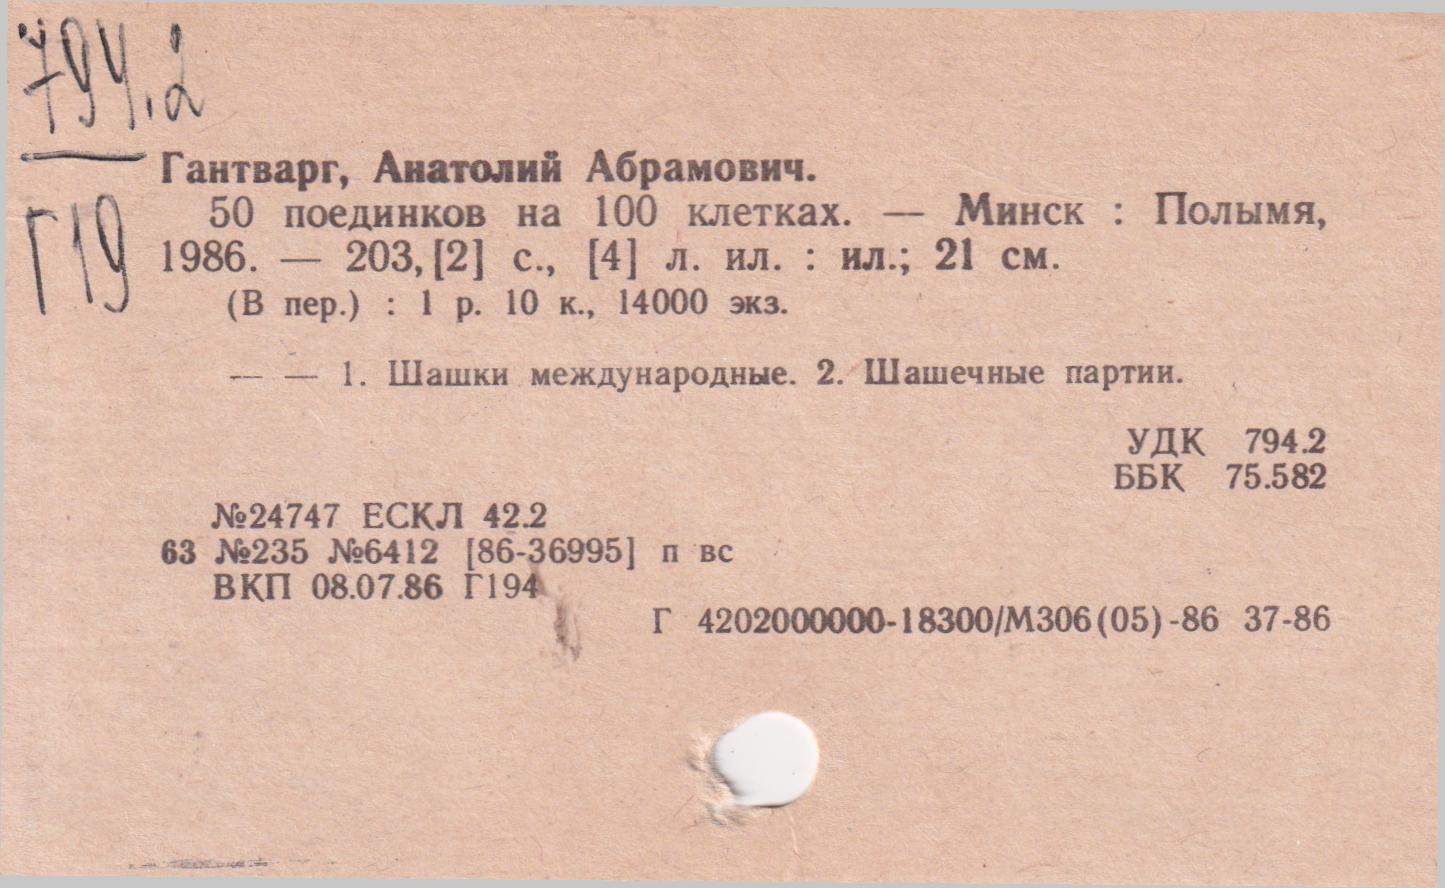 794.2
Г19
Гантварг, Анатолий Абрамович.
50 поединков на 100 клетках. — Минск : Полымя,
1986. — 203, [2] с., [4] л. ил. : ил.; 21 см.
(В пер.) : 1 р. 10 к., 14000 экз.
— — 1. Шашки международные. 2. Шашечные партии.
УДК 794.2
ББК 75.582
№24747 ЕСКЛ 42.2
63 №235 №6412 [86-36995] п вс
ВКП 08.07.86 Г194
Г 4202000000-18300/М306(05)-86 37-86